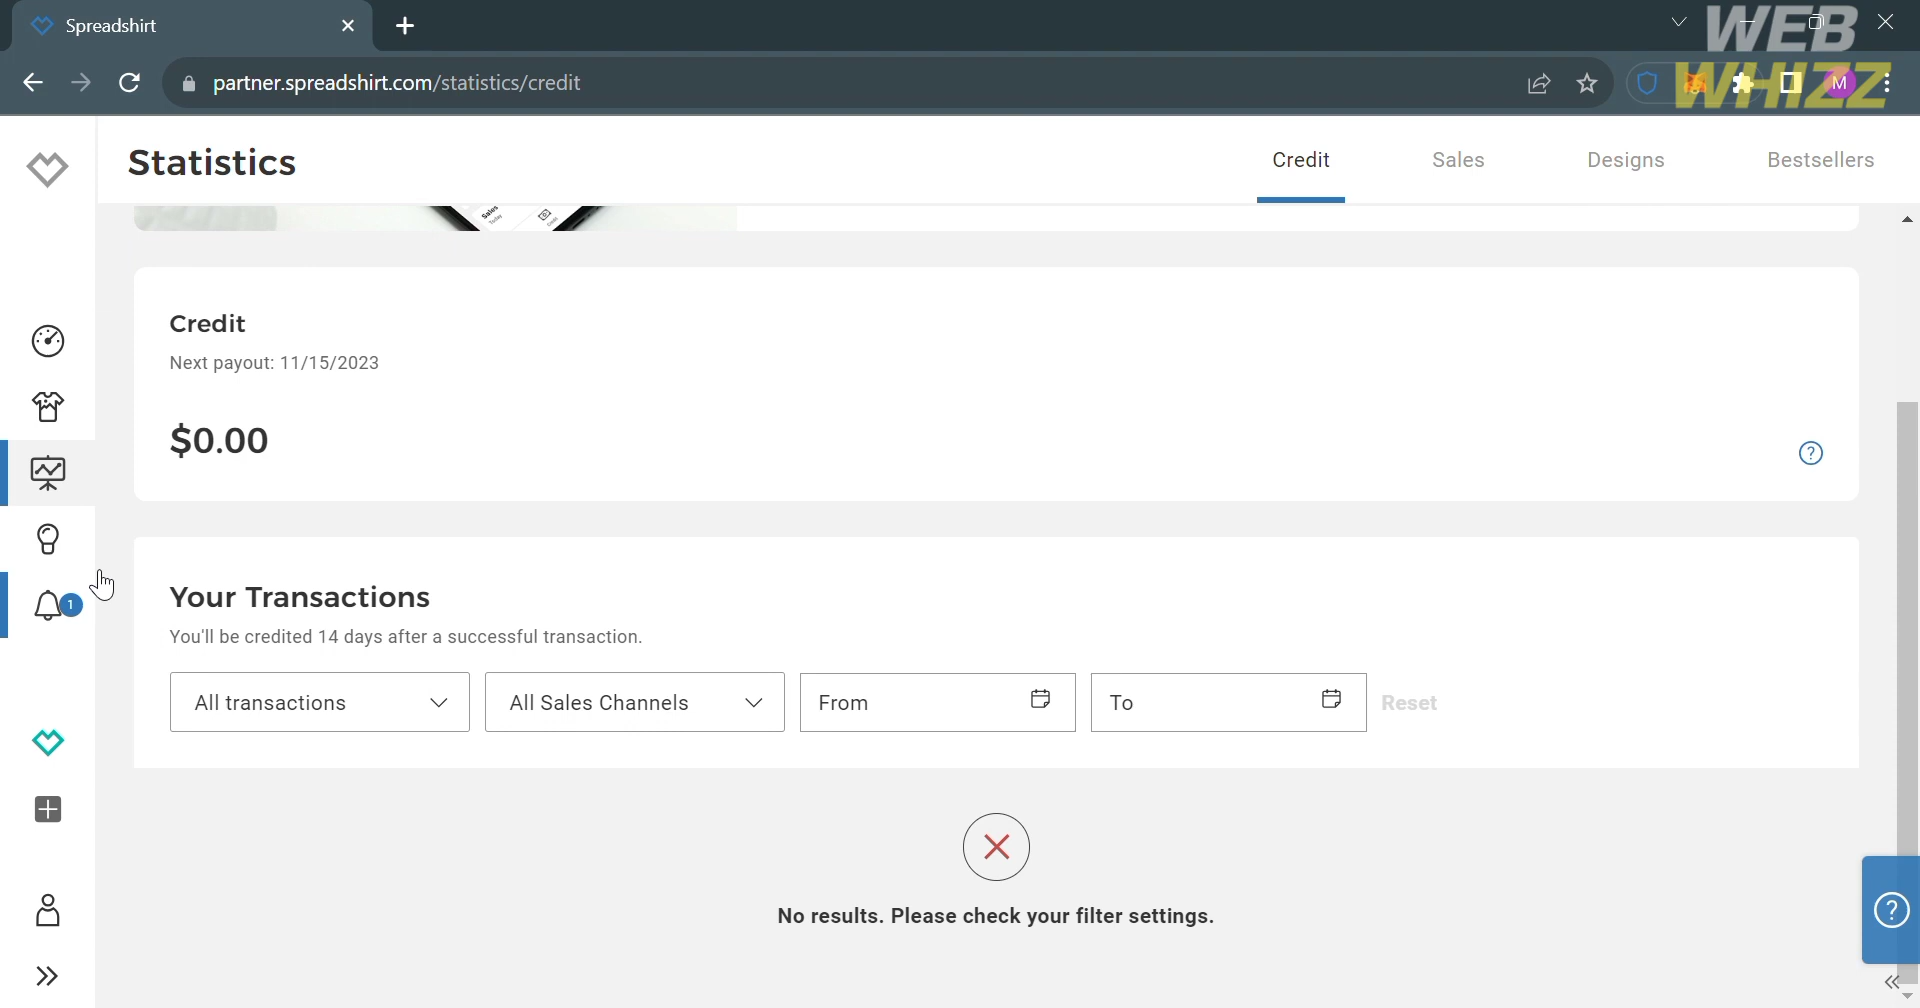 Spreadshirt
WEB
WHIZZ
partner.spreadshirt.com/statistics/credit
M
Statistics
Credit
Sales
Designs
Bestsellers
Sales
Today
Credit
Next payout: 11/15/2023
$0.00
?
Your Transactions
You'll be credited 14 days after a successful transaction.
1
All transactions
All Sales Channels
From
To
Reset
No results. Please check your filter settings.
?